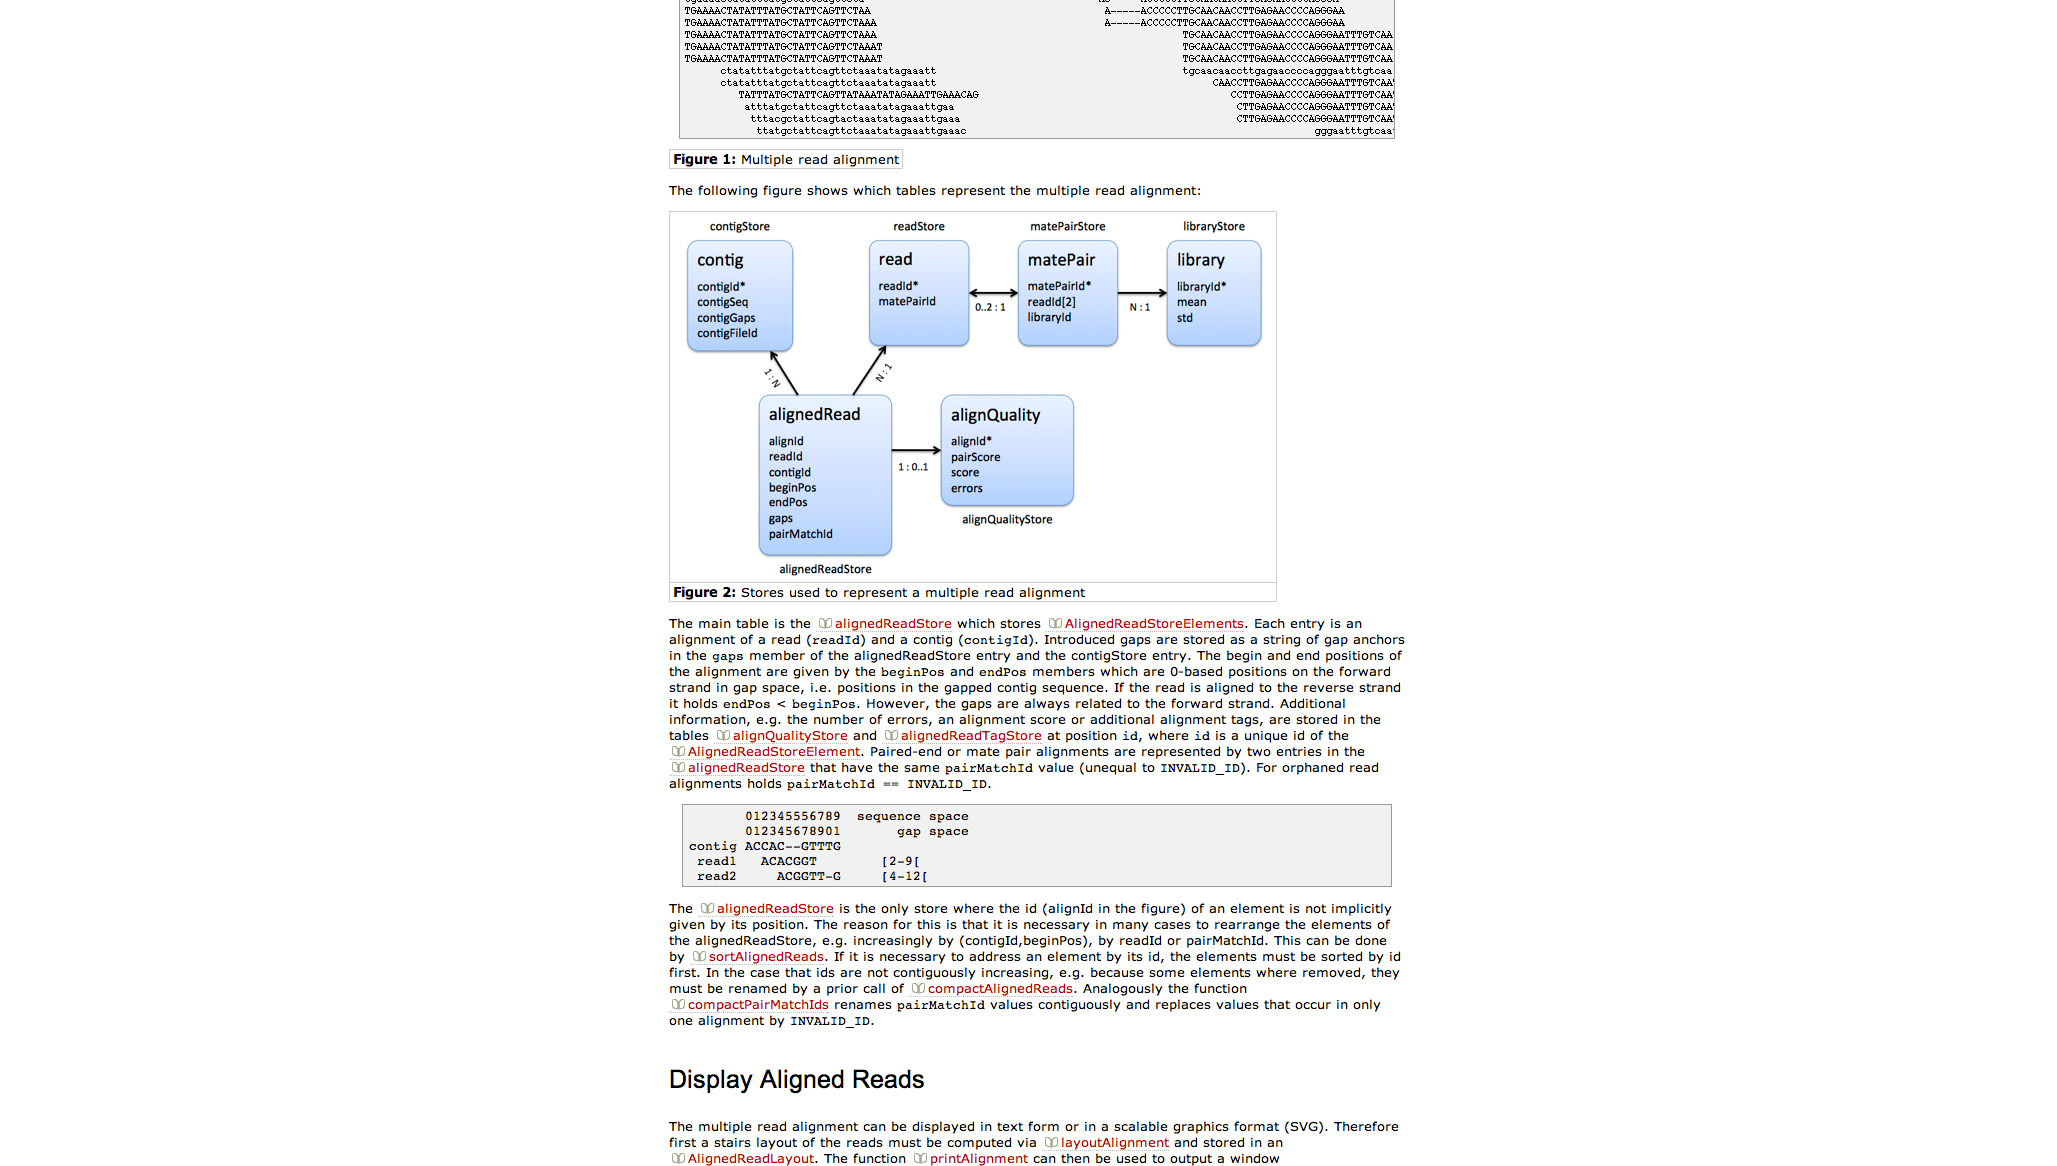 TGAAAACTATATTTATGCTATTCAGTTCTAA A-----ACCCCCTTGCAACAACCTTGAGAACCCCAGGGAA
TGAAAACTATATTTATGCTATTCAGTTCTAAA A-----ACCCCCTTGCAACAACCTTGAGAACCCCAGGGAA
TGAAAACTATATTTATGCTATTCAGTTCTAAA TGCAACAACCTTGAGAACCCCAGGGAATTTGTCAA
TGAAAACTATATTTATGCTATTCAGTTCTAAAT TGCAACAACCTTGAGAACCCCAGGGAATTTGTCAA
TGAAAACTATATTTATGCTATTCAGTTCTAAAT TGCAACAACCTTGAGAACCCCAGGGAATTTGTCAA
ctatatttatgctattcagttctaaatatagaaatt tgcaacaaccttgagaaccccagggaatttgtcaa
ctatatttatgctattcagttctaaatatagaaatt CAACCTTGAGAACCCCAGGGAATTTGTCAA
TATTTATGCTATTCAGTTATAAATATAGAAATTGAAACAG CCTTGAGAACCCCAGGGAATTTGTCAA
atttatgctattcagttctaaatatagaaattgaa CTTGAGAACCCCAGGGAATTTGTCAA
tttacgctattcagtactaaatatagaaattgaaa CTTGAGAACCCCAGGGAATTTGTCAA
ttatgctattcagttctaaatatagaaattgaaac gggaatttgtcaa
Figure 1: Multiple read alignment
The following figure shows which tables represent the multiple read alignment:
contigStore
contig
contigId*
contigSeq
contigGaps
contigFileId
readStore
read
readId*
matePairId
0..2 : 1
matePairStore
matePair
matePairId*
readId[2]
libraryId
N : 1
libraryStore
library
libraryId*
mean
std
1 : N
N : 1
alignedRead
alignId
readId
contigId
beginPos
endPos
gaps
pairMatchId
alignedReadStore
1 : 0..1
alignQuality
alignId*
pairScore
score
errors
alignQualityStore
Figure 2: Stores used to represent a multiple read alignment
The main table is the alignedReadStore which stores AlignedReadStoreElements. Each entry is an
alignment of a read (readId) and a contig (contigId). Introduced gaps are stored as a string of gap anchors
in the gaps member of the alignedReadStore entry and the contigStore entry. The begin and end positions of
the alignment are given by the beginPos and endPos members which are 0-based positions on the forward
strand in gap space, i.e. positions in the gapped contig sequence. If the read is aligned to the reverse strand
it holds endPos < beginPos. However, the gaps are always related to the forward strand. Additional
information, e.g. the number of errors, an alignment score or additional alignment tags, are stored in the
tables alignQualityStore and alignedReadTagStore at position id, where id is a unique id of the
AlignedReadStoreElement. Paired-end or mate pair alignments are represented by two entries in the
alignedReadStore that have the same pairMatchId value (unequal to INVALID_ID). For orphaned read
alignments holds pairMatchId == INVALID_ID.
012345556789 sequence space
012345678901 gap space
contig ACCAC--GTTTG
read1 ACACGGT [2-9[
read2 ACGGTT-G [4-12[
The alignedReadStore is the only store where the id (alignId in the figure) of an element is not implicitly
given by its position. The reason for this is that it is necessary in many cases to rearrange the elements of
the alignedReadStore, e.g. increasingly by (contigId,beginPos), by readId or pairMatchId. This can be done
by sortAlignedReads. If it is necessary to address an element by its id, the elements must be sorted by id
first. In the case that ids are not contiguously increasing, e.g. because some elements where removed, they
must be renamed by a prior call of compactAlignedReads. Analogously the function
compactPairMatchIds renames pairMatchId values contiguously and replaces values that occur in only
one alignment by INVALID_ID.
Display Aligned Reads
The multiple read alignment can be displayed in text form or in a scalable graphics format (SVG). Therefore
first a stairs layout of the reads must be computed via layoutAlignment and stored in an
AlignedReadLayout. The function printAlignment can then be used to output a window